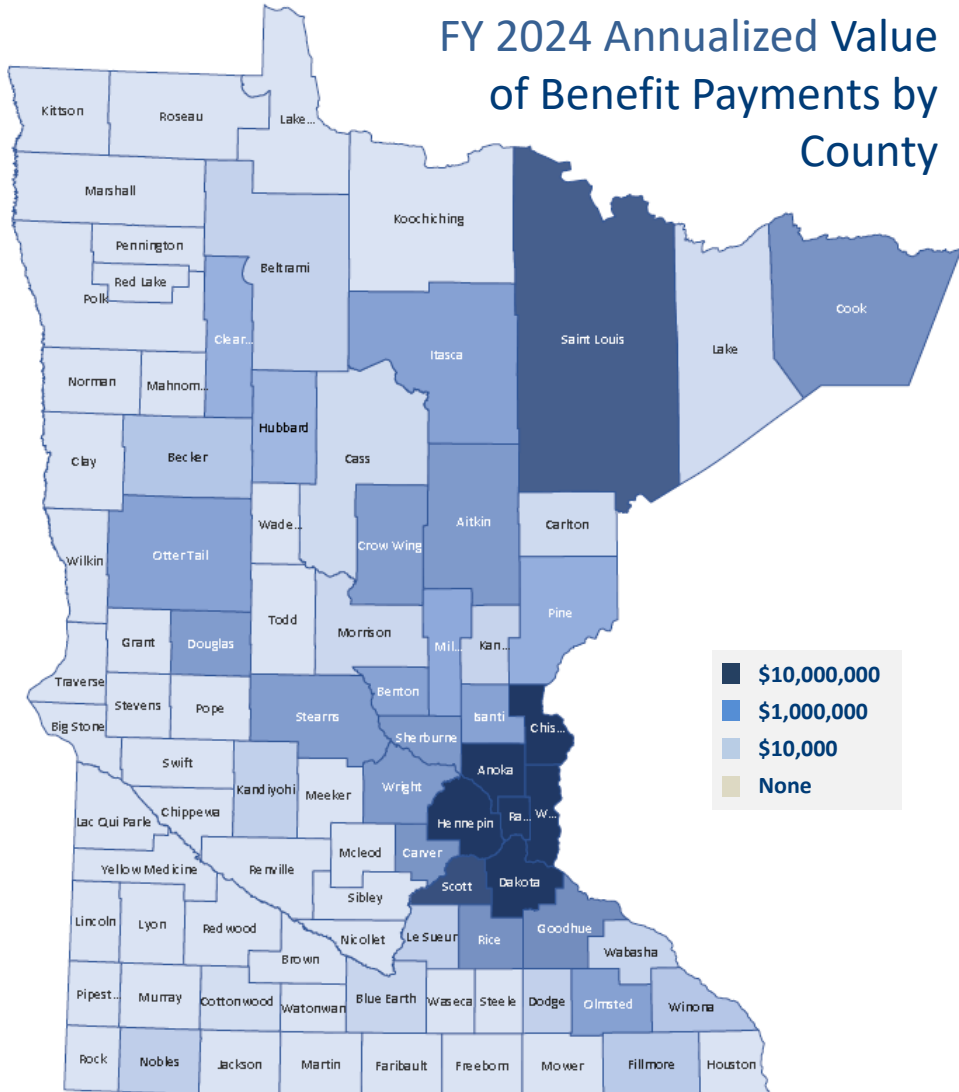 FY 2024 Annualized Value
of Benefit Payments by
County
Kittson
Roseau
Lake...
Marshall
Koochiching
Pennington
Beltrami
Red Lake
Polk
Cook
Clear...
Saint Louis
Itasca
Lake
Norman
Mahnom...
Hubbard
Becker
Cass
Clay
Wade...
Aitkin
Carlton
Crow Wing
Otter Tail
Wilkin
Pine
Todd
Morrison
Grant
Douglas
Mil...
Kan...
Traverse
Benton
Stevens
Pope
Stearns
Isanti
Big Stone
Chis...
Sherburne
Swift
Anoka
Wright
Kandiyohi
Meeker
Chippewa
Lac Qui Parle
Hennepin
Ra...
W...
Mcleod
Carver
Yellow Medicine
Renville
Scott
Dakota
Sibley
Lincoln
Lyon
Redwood
Nicollet
Le Sueur
Rice
Goodhue
Brown
Wabasha
Pipest...
Murray
Cottonwood
Watonwan
Blue Earth
Waseca
Steele
Dodge
Olmsted
Winona
Rock
Nobles
Jackson
Martin
Faribault
Freeborn
Mower
Fillmore
Houston
$10,000,000
$1,000,000
$10,000
None